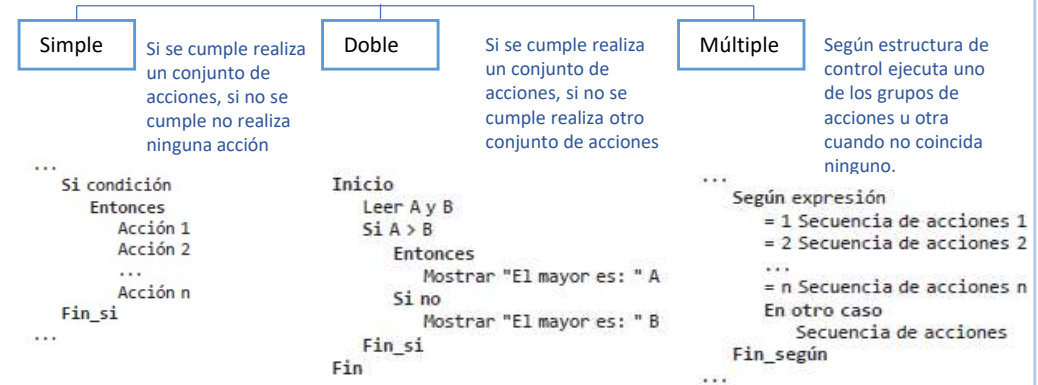 Simple
Si se cumple realiza
un conjunto de
acciones, si no se
cumple no realiza
ninguna acción
...
Si condición
Entonces
Acción 1
Acción 2
...
Acción n
Fin_si
...
Doble
Si se cumple realiza
un conjunto de
acciones, si no se
cumple realiza otro
conjunto de acciones
Inicio
Leer A y B
Si A > B
Entonces
Mostrar "El mayor es: " A
Si no
Mostrar "El mayor es: " B
Fin_si
Fin
Múltiple
Según estructura de
control ejecuta uno
de los grupos de
acciones u otra
cuando no coincida
ninguno.
...
Según expresión
= 1 Secuencia de acciones 1
= 2 Secuencia de acciones 2
...
= n Secuencia de acciones n
En otro caso
Secuencia de acciones
Fin_según
...